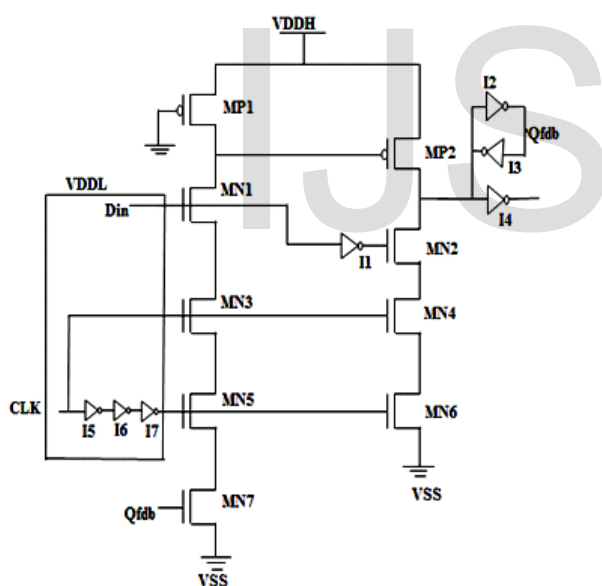 IJS
VDDH
I2
MP1
Qfdb
MP2
I3
VDDL
MN1
Din
I4
I1
MN2
MN3
MN4
CLK
I5
I6
I7
MN5
MN6
VSS
Qfdb
MN7
VSS